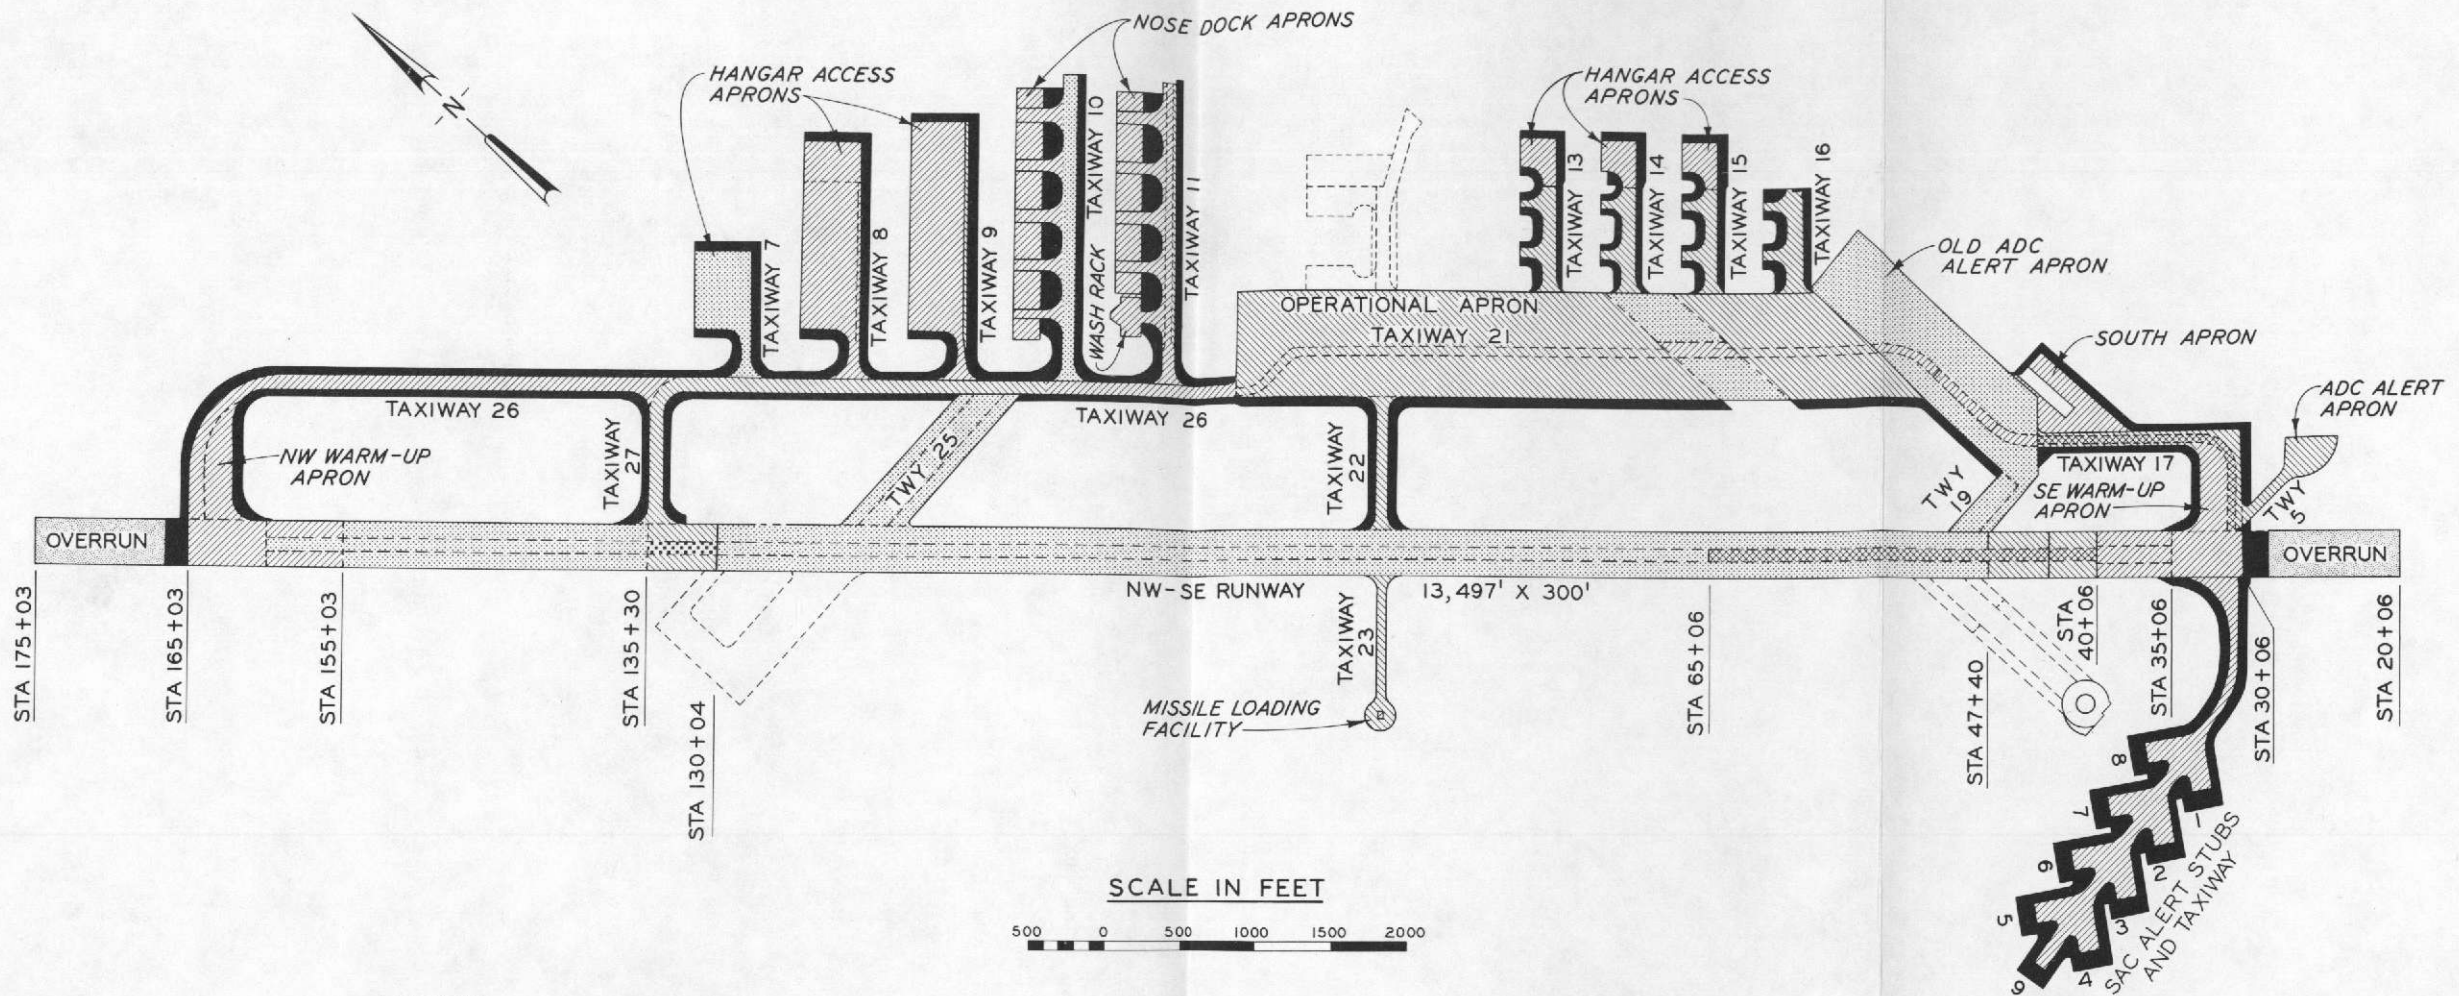 NOSE DOCK APRONS
HANGAR ACCESS
APRONS
HANGAR ACCESS
APRONS
N
TAXIWAY 7
TAXIWAY 8
TAXIWAY 9
WASH RACK
TAXIWAY 10
TAXIWAY 11
TAXIWAY 13
TAXIWAY 14
TAXIWAY 15
TAXIWAY 16
OLD ADC
ALERT APRON
OPERATIONAL APRON
TAXIWAY 21
SOUTH APRON
ADC ALERT
APRON
TAXIWAY 26
TAXIWAY 26
NW WARM-UP
APRON
TAXIWAY
27
TWY 25
TAXIWAY
22
TWY
19
TAXIWAY 17
SE WARM-UP
APRON
TWY
5
OVERRUN
OVERRUN
NW-SE RUNWAY
13,497' X 300'
STA 175+03
STA 165+03
STA 155+03
STA 135+30
STA 130+04
TAXIWAY
23
MISSILE LOADING
FACILITY
STA 65+06
STA 47+40
STA
40+06
STA 35+06
STA 30+06
STA 20+06
8
7
6
5
9
4
3
2
1
SAC ALERT STUBS
AND TAXIWAY
SCALE IN FEET
500 0 500 1000 1500 2000